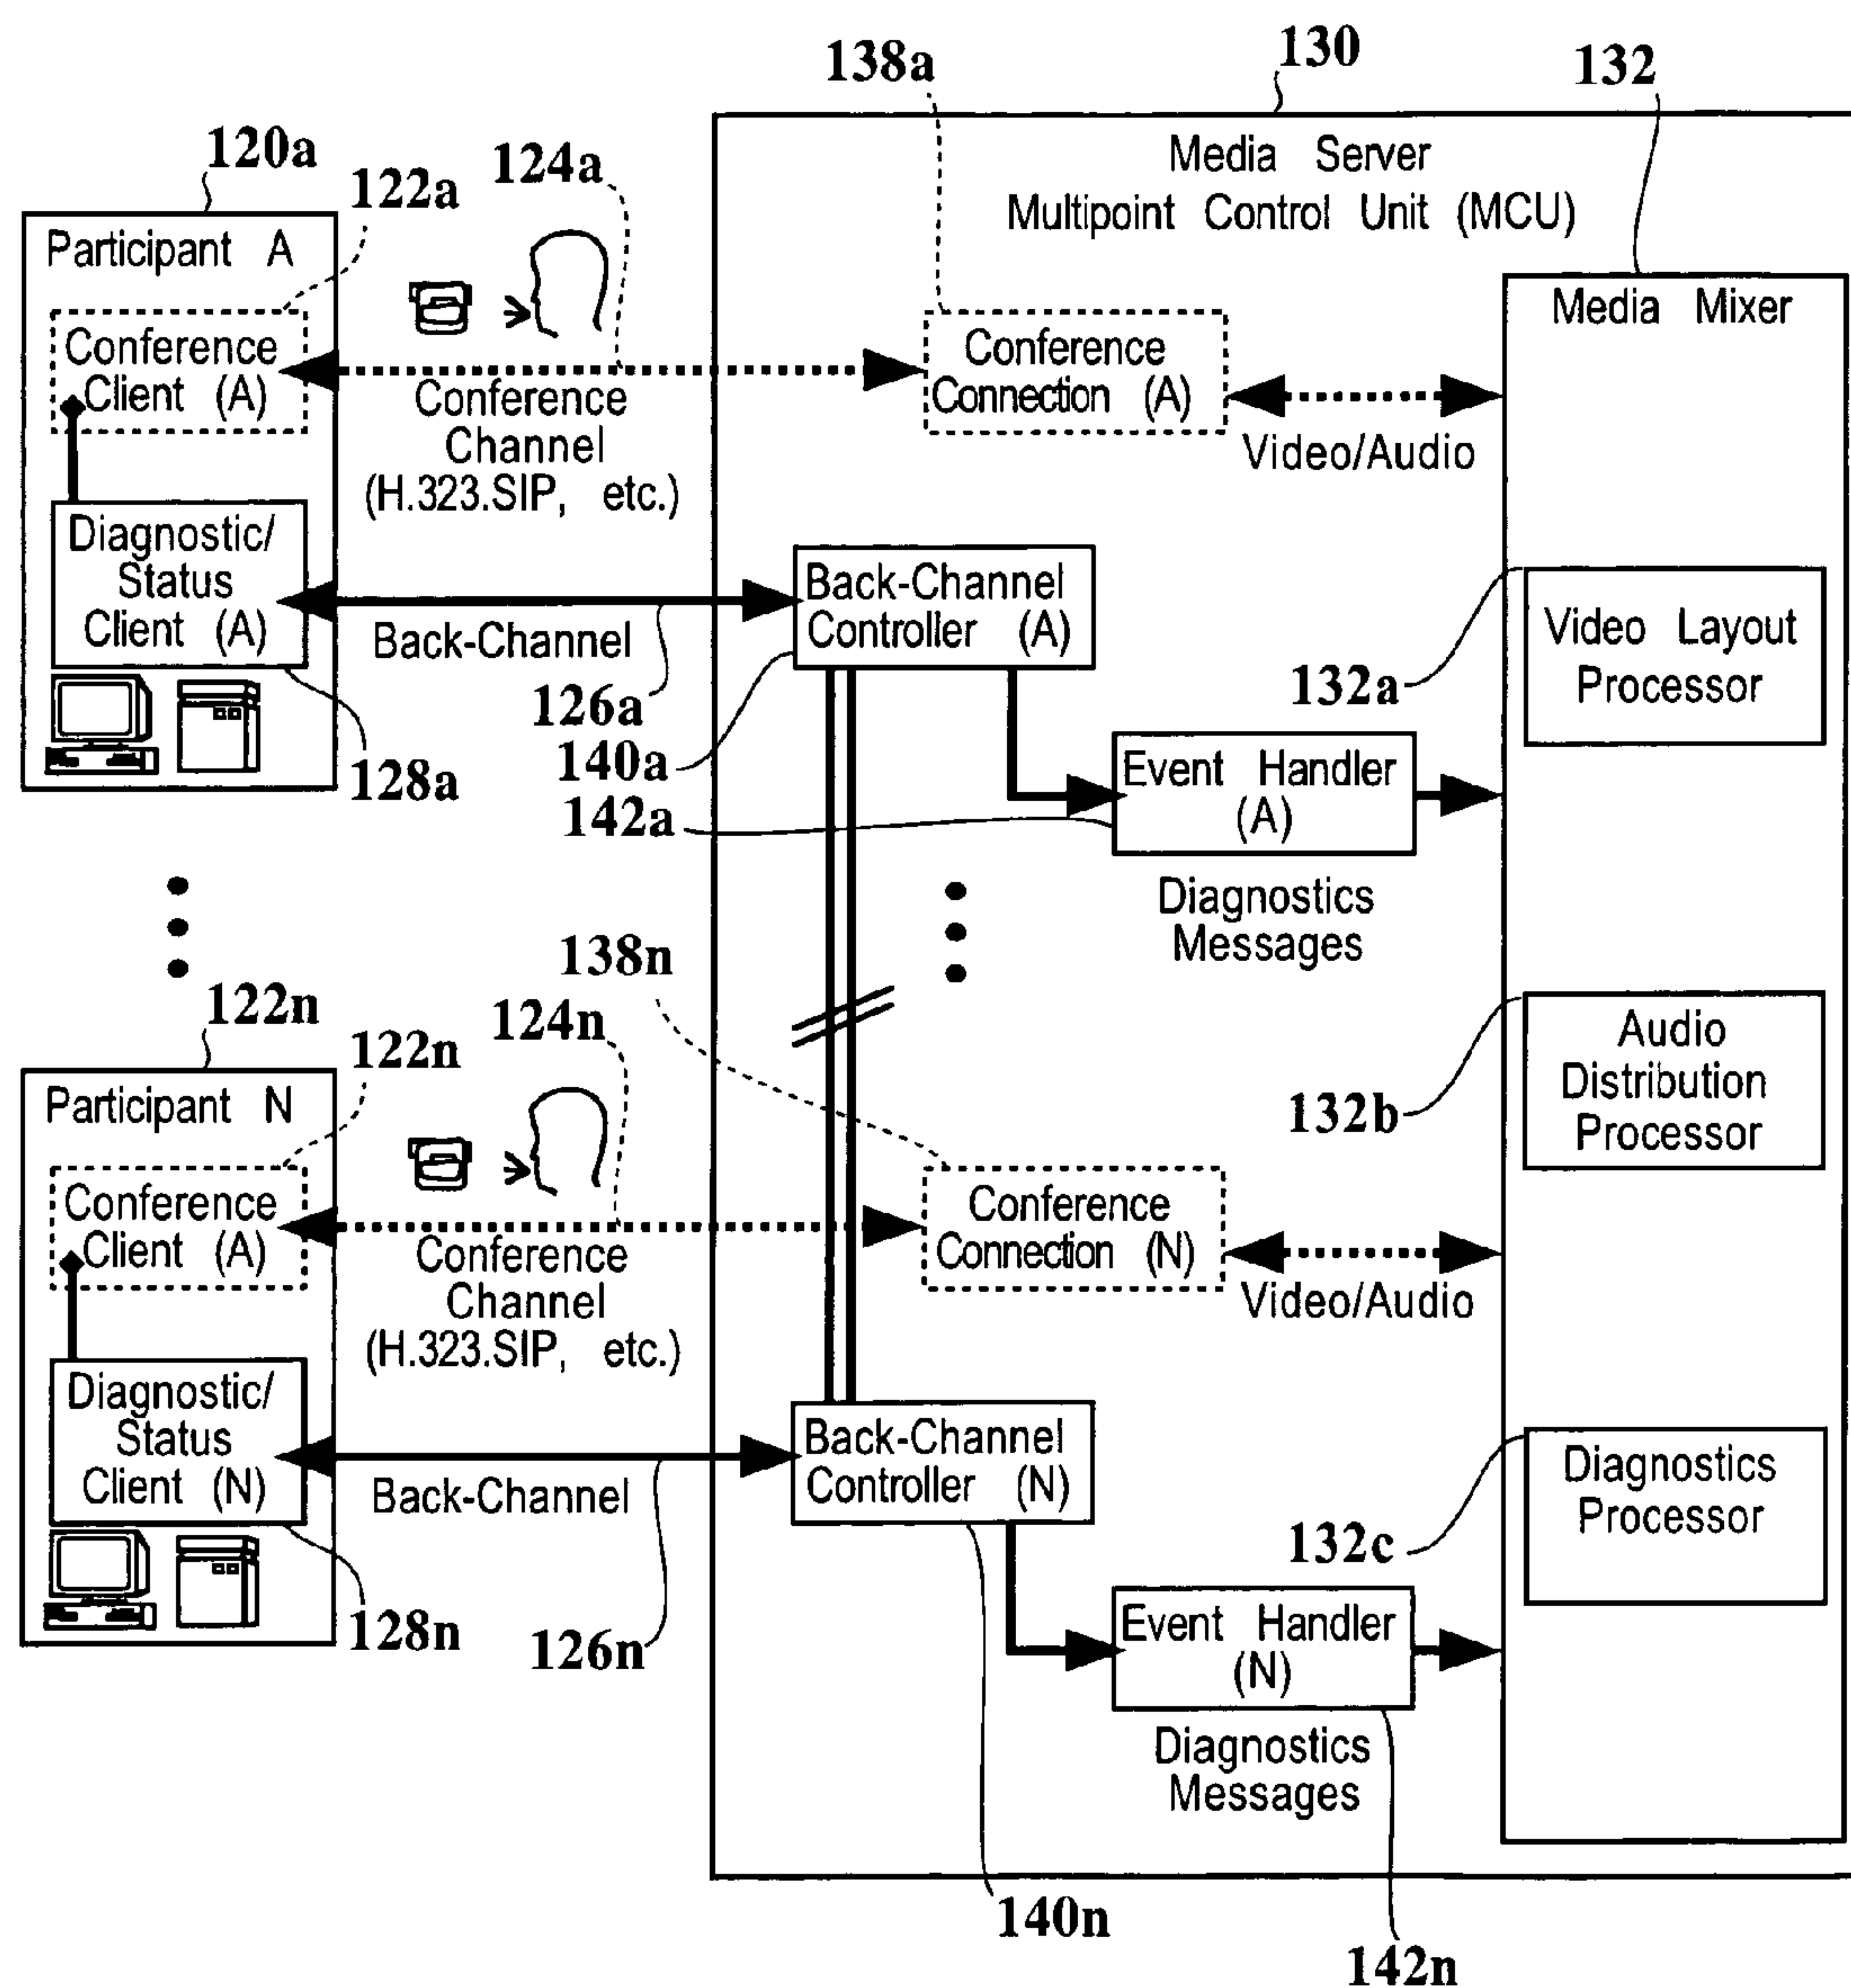 130
138a
132
Media Server
Multipoint Control Unit (MCU)
120a
124a
122a
Participant A
Media Mixer
Conference
Client (A)
Conference
Connection (A)
Conference
Channel
(H.323.SIP, etc.)
Video/Audio
Diagnostic/
Status
Client (A)
Back-Channel
Back-Channel
Controller (A)
Video Layout
Processor
132a
126a
140a
128a
142a
Event Handler
(A)
Diagnostics
Messages
138n
122n
124n
122n
Participant N
Audio
Distribution
Processor
132b
Conference
Client (A)
Conference
Connection (N)
Conference
Channel
(H.323.SIP, etc.)
Video/Audio
Diagnostic/
Status
Client (N)
Back-Channel
Back-Channel
Controller (N)
Diagnostics
Processor
132c
128n
126n
Event Handler
(N)
Diagnostics
Messages
140n
142n